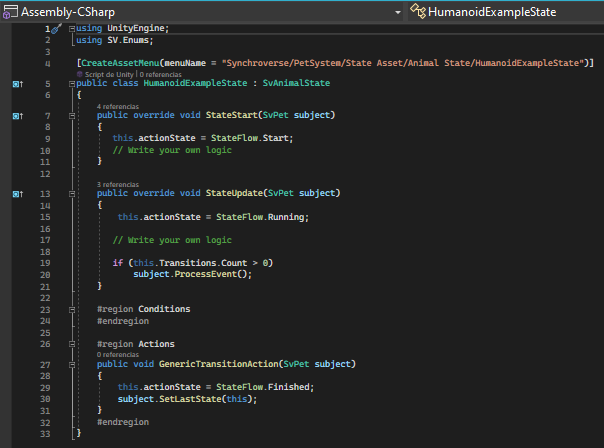 Assembly-CSharp HumanoidExampleState
1 using UnityEngine;
2 using SV.Enums;
3
4 [CreateAssetMenu(menuName = "Synchroverse/PetSystem/State Asset/Animal State/HumanoidExampleState")]
Script de Unity | 0 referencias
5 public class HumanoidExampleState : SvAnimalState
6 {
4 referencias
7 public override void StateStart(SvPet subject)
8 {
9 this.actionState = StateFlow.Start;
10 // Write your own logic
11 }
12
3 referencias
13 public override void StateUpdate(SvPet subject)
14 {
15 this.actionState = StateFlow.Running;
16
17 // Write your own logic
18
19 if (this.Transitions.Count > 0)
20 subject.ProcessEvent();
21 }
22
23 #region Conditions
24 #endregion
25
26 #region Actions
0 referencias
27 public void GenericTransitionAction(SvPet subject)
28 {
29 this.actionState = StateFlow.Finished;
30 subject.SetLastState(this);
31 }
32 #endregion
33 }